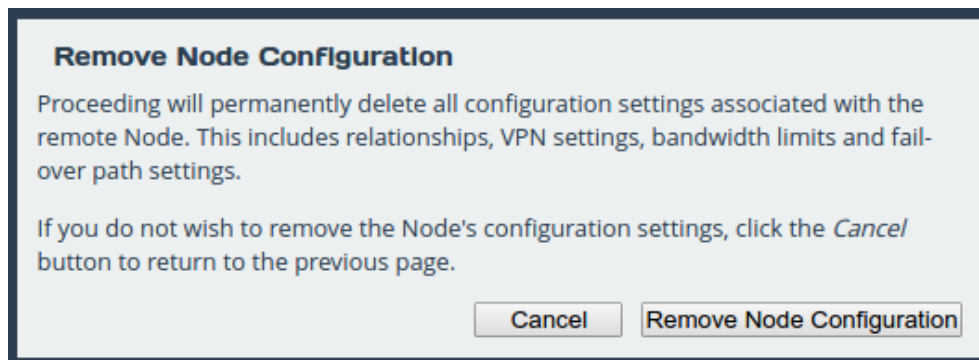 Remove Node Configuration
Proceeding will permanently delete all configuration settings associated with the
remote Node. This includes relationships, VPN settings, bandwidth limits and fail-
over path settings.
If you do not wish to remove the Node's configuration settings, click the Cancel
button to return to the previous page.
Cancel Remove Node Configuration